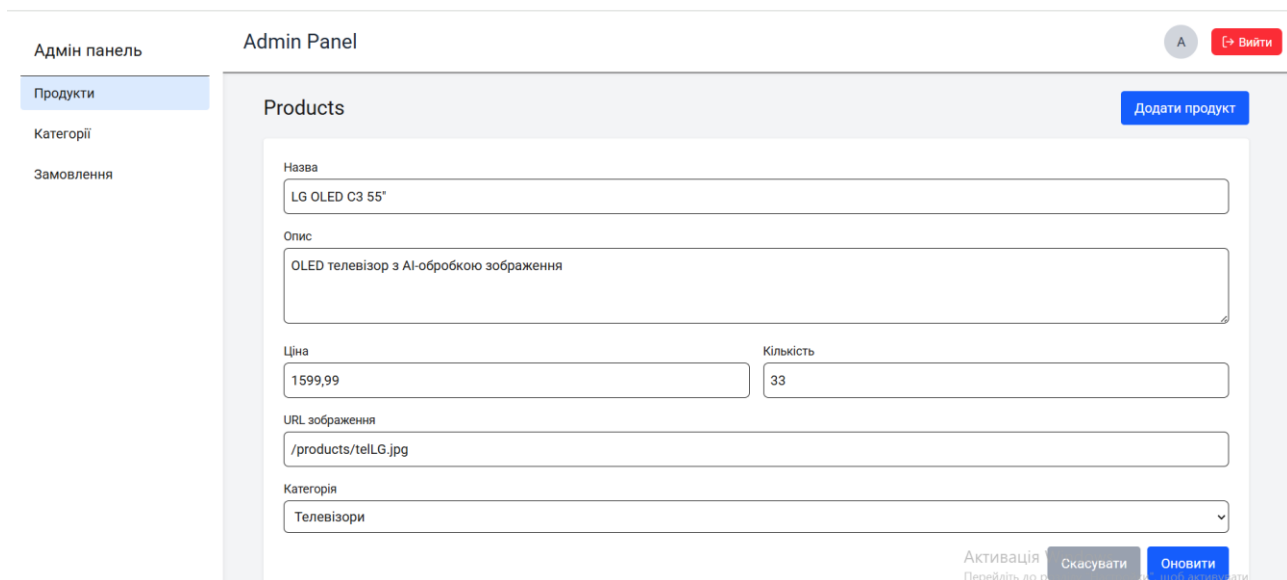 Адмін панель
Admin Panel
A
Вийти
Продукти
Категорії
Замовлення
Products
Додати продукт
Назва
LG OLED C3 55"
Опис
OLED телевізор з AI-обробкою зображення
Ціна
Кількість
1599,99
33
URL зображення
/products/telLG.jpg
Категорія
Телевізори
Активація
Скасувати
Оновити
Перейдіть до щоб активувати